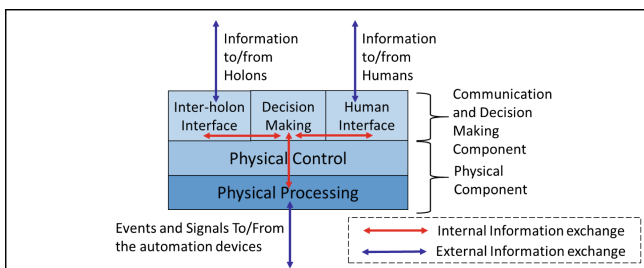 Information
to/from
Holons
Information
to/from
Humans
Inter-holon
Interface
Decision
Making
Human
Interface
Communication
and Decision
Making
Component
Physical Control
Physical
Component
Physical Processing
Events and Signals To/From
the automation devices
Internal Information exchange
External Information exchange